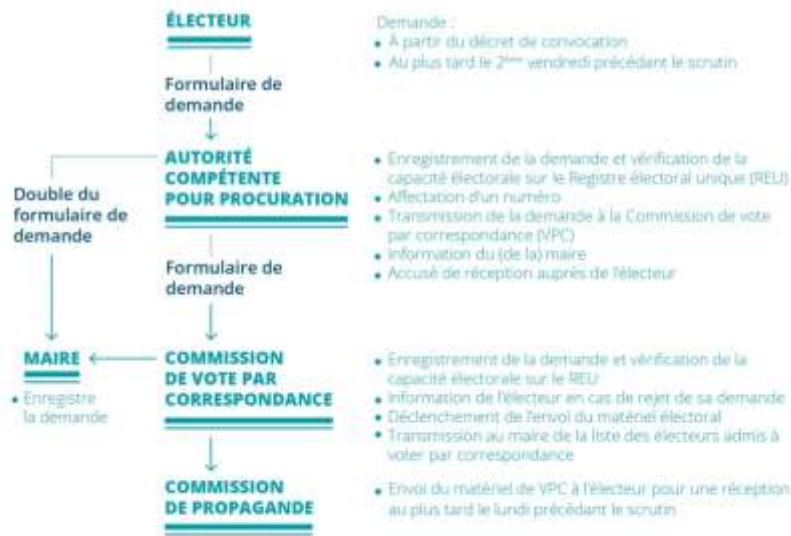 ÉLECTEUR
Demande :
• À partir du décret de convocation
• Au plus tard le 2ème vendredi précédant le scrutin
Formulaire de
demande
AUTORITÉ
COMPÉTENTE
POUR PROCURATION
• Enregistrement de la demande et vérification de la
capacité électorale sur le Registre électoral unique (REU)
• Affectation d'un numéro
• Transmission de la demande à la Commission de vote
par correspondance (VPC)
• Information du (de la) maire
• Accusé de réception auprès de l'électeur
Double du
formulaire de
demande
Formulaire de
demande
MAIRE
• Enregistre
la demande
COMMISSION
DE VOTE PAR
CORRESPONDANCE
• Enregistrement de la demande et vérification de la
capacité électorale sur le REU
• Information de l'électeur en cas de rejet de sa demande
• Déclenchement de l'envoi du matériel électoral
• Transmission au maire de la liste des électeurs admis à
voter par correspondance
COMMISSION
DE PROPAGANDE
• Envoi du matériel de VPC à l'électeur pour une réception
au plus tard le lundi précédant le scrutin